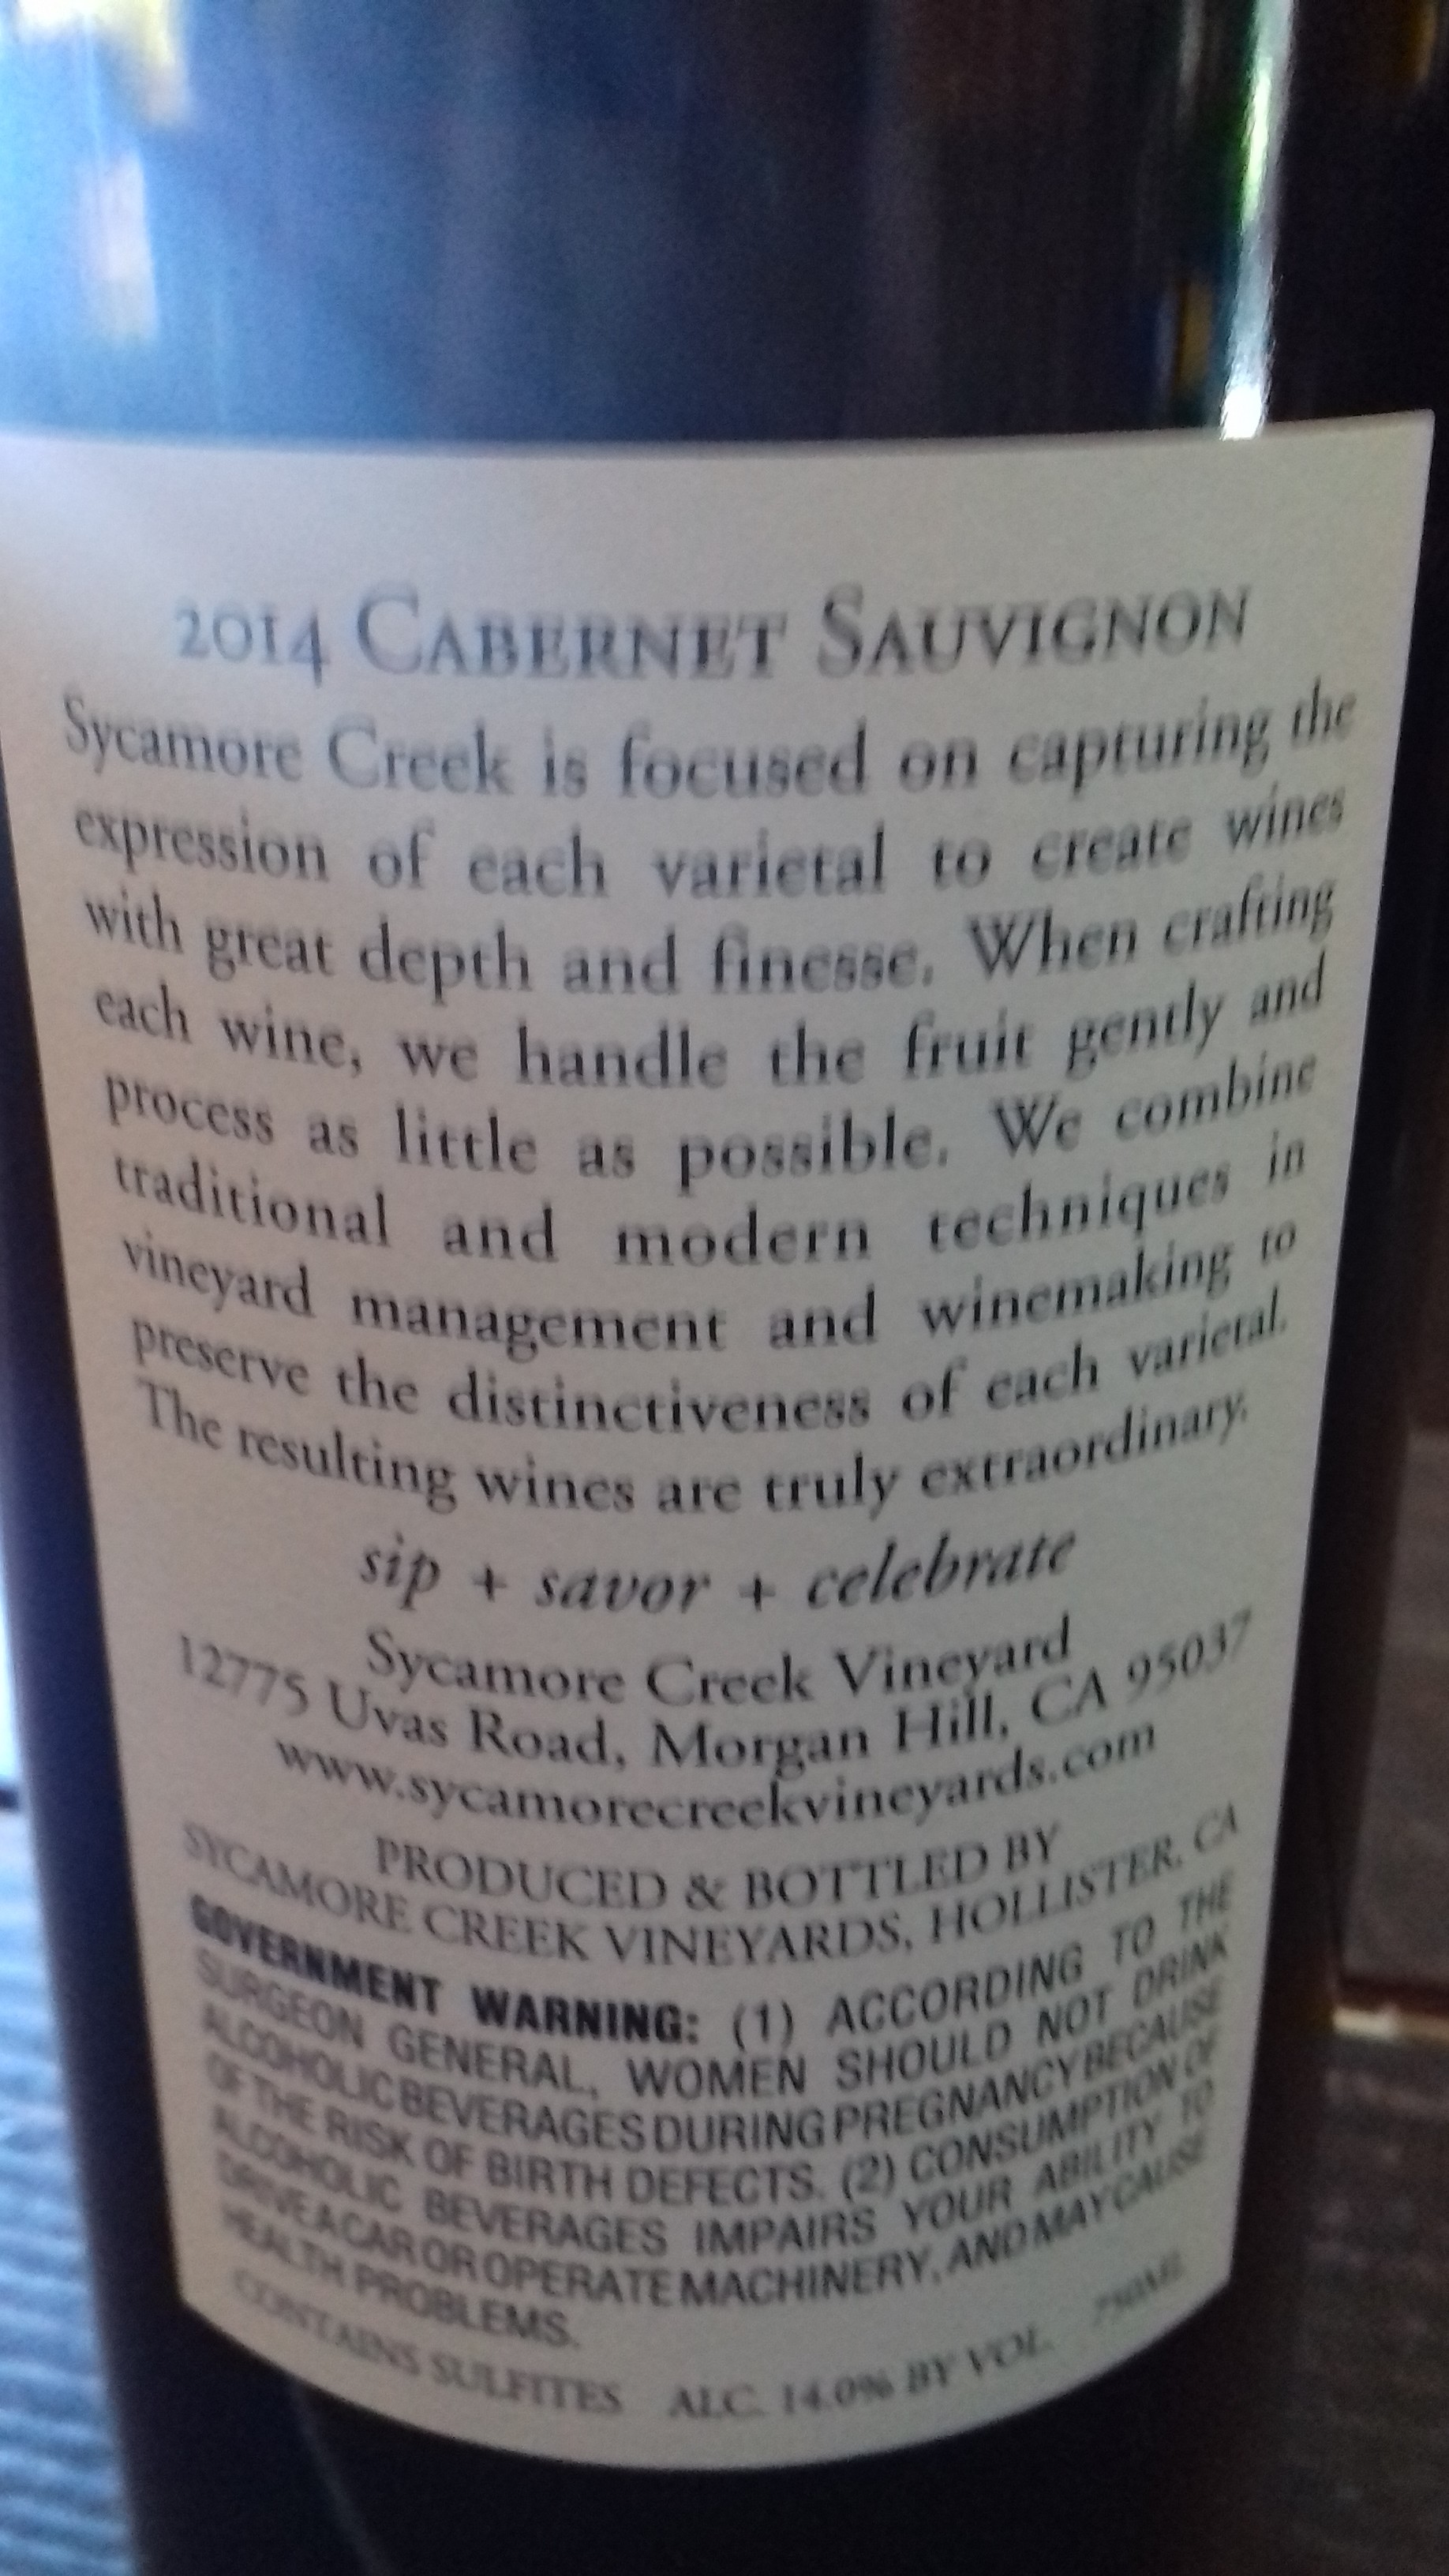 2014 CABERNET SAUVIGNON
Sycamore Creek is focused on capturing the
expression of each varietal to create wines
with great depth and finesse. When crafting
each wine, we handle the fruit gently and
process as little as possible. We combine
traditional and modern techniques in
vineyard management and winemaking to
preserve the distinctiveness of each varietal.
The resulting wines are truly extraordinary.
sip + savor + celebrate
Sycamore Creek Vineyard
12775 Uvas Road, Morgan Hill, CA 95037
www.sycamorecreekvineyards.com
PRODUCED & BOTTLED BY
SYCAMORE CREEK VINEYARDS, HOLLISTER, CA
GOVERNMENT WARNING: (1) ACCORDING TO THE
SURGEON GENERAL, WOMEN SHOULD NOT DRINK
ALCOHOLIC BEVERAGES DURING PREGNANCY BECAUSE
OF THE RISK OF BIRTH DEFECTS. (2) CONSUMPTION OF
ALCOHOLIC BEVERAGES IMPAIRS YOUR ABILITY TO
DRIVE A CAR OR OPERATE MACHINERY, AND MAY CAUSE
HEALTH PROBLEMS.
CONTAINS SULFITES ALC. 14.0% BY VOL. 750ML